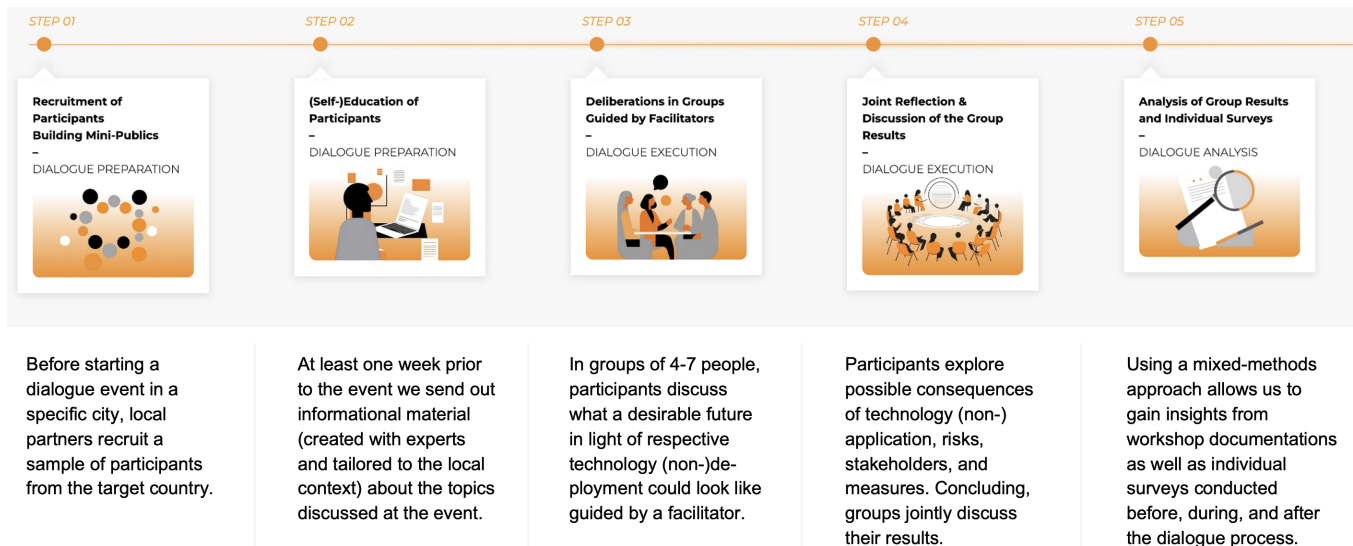 STEP 01
Recruitment of
Participants
Building Mini-Publics
–
DIALOGUE PREPARATION
Before starting a
dialogue event in a
specific city, local
partners recruit a
sample of participants
from the target country.
STEP 02
(Self-)Education of
Participants
–
DIALOGUE PREPARATION
At least one week prior
to the event we send out
informational material
(created with experts
and tailored to the local
context) about the topics
discussed at the event.
STEP 03
Deliberations in Groups
Guided by Facilitators
–
DIALOGUE EXECUTION
In groups of 4-7 people,
participants discuss
what a desirable future
in light of respective
technology (non-)de-
ployment could look like
guided by a facilitator.
STEP 04
Joint Reflection &
Discussion of the Group
Results
–
DIALOGUE EXECUTION
Participants explore
possible consequences
of technology (non-)
application, risks,
stakeholders, and
measures. Concluding,
groups jointly discuss
their results.
STEP 05
Analysis of Group Results
and Individual Surveys
–
DIALOGUE ANALYSIS
Using a mixed-methods
approach allows us to
gain insights from
workshop documentations
as well as individual
surveys conducted
before, during, and after
the dialogue process.